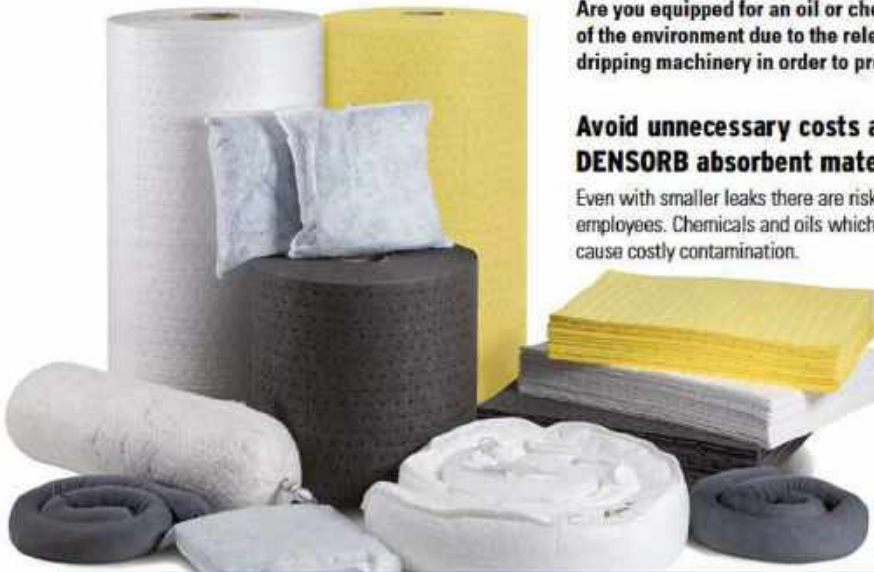 Are you equipped for an oil or che
of the environment due to the rele
dripping machinery in order to pr
Avoid unnecessary costs a
DENSORB absorbent mate
Even with smaller leaks there are risk
employees. Chemicals and oils which
cause costly contamination.